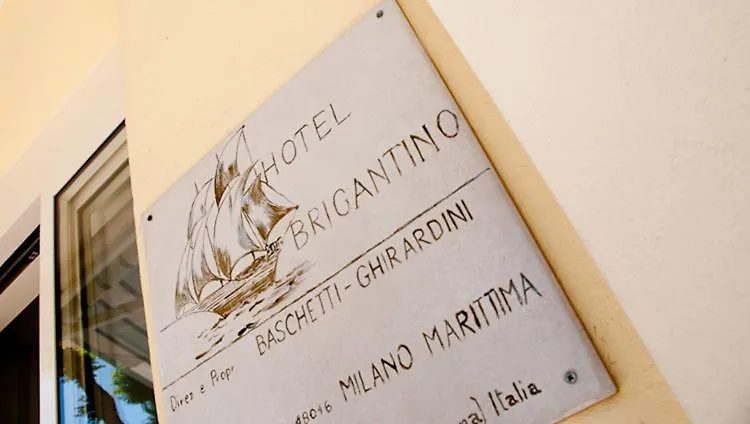 HOTEL
BRIGANTINO
Direz e Propr BASCHETTI-GHIRARDINI
48016 MILANO MARITTIMA
Italia